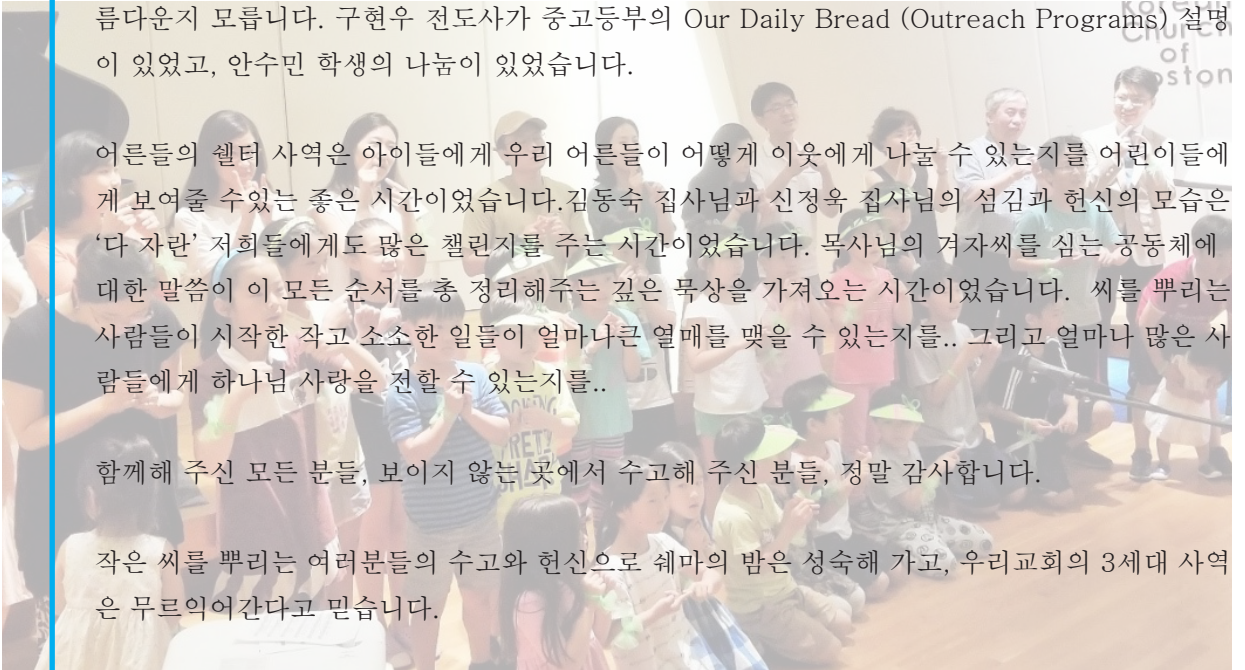 름다운지 모릅니다. 구현우 전도사가 중고등부의 Our Daily Bread (Outreach Programs) 설명
이 있었고, 안수민 학생의 나눔이 있었습니다.
어른들의 쉘터 사역은 아이들에게 우리 어른들이 어떻게 이웃에게 나눌 수 있는지를 어린이들에
게 보여줄 수있는 좋은 시간이었습니다.김동숙 집사님과 신정욱 집사님의 섬김과 헌신의 모습은
‘다 자란’ 저희들에게도 많은 챌린지를 주는 시간이었습니다. 목사님의 겨자씨를 심는 공동체에
대한 말씀이 이 모든 순서를 총 정리해주는 깊은 묵상을 가져오는 시간이었습니다. 씨를 뿌리는
사람들이 시작한 작고 소소한 일들이 얼마나큰 열매를 맺을 수 있는지를.. 그리고 얼마나 많은 사
람들에게 하나님 사랑을 전할 수 있는지를..
함께해 주신 모든 분들, 보이지 않는 곳에서 수고해 주신 분들, 정말 감사합니다.
작은 씨를 뿌리는 여러분들의 수고와 헌신으로 쉐마의 밤은 성숙해 가고, 우리교회의 3세대 사역
은 무르익어간다고 믿습니다.
Korean
Church
of
Boston